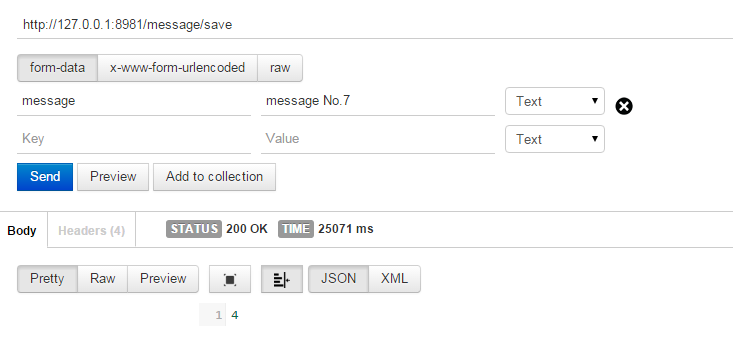 http://127.0.0.1:8981/message/save
form-data x-www-form-urlencoded raw
message message No.7 Text
Key Value Text
Send Preview Add to collection
Body Headers (4) STATUS 200 OK TIME 25071 ms
Pretty Raw Preview JSON XML
1 4